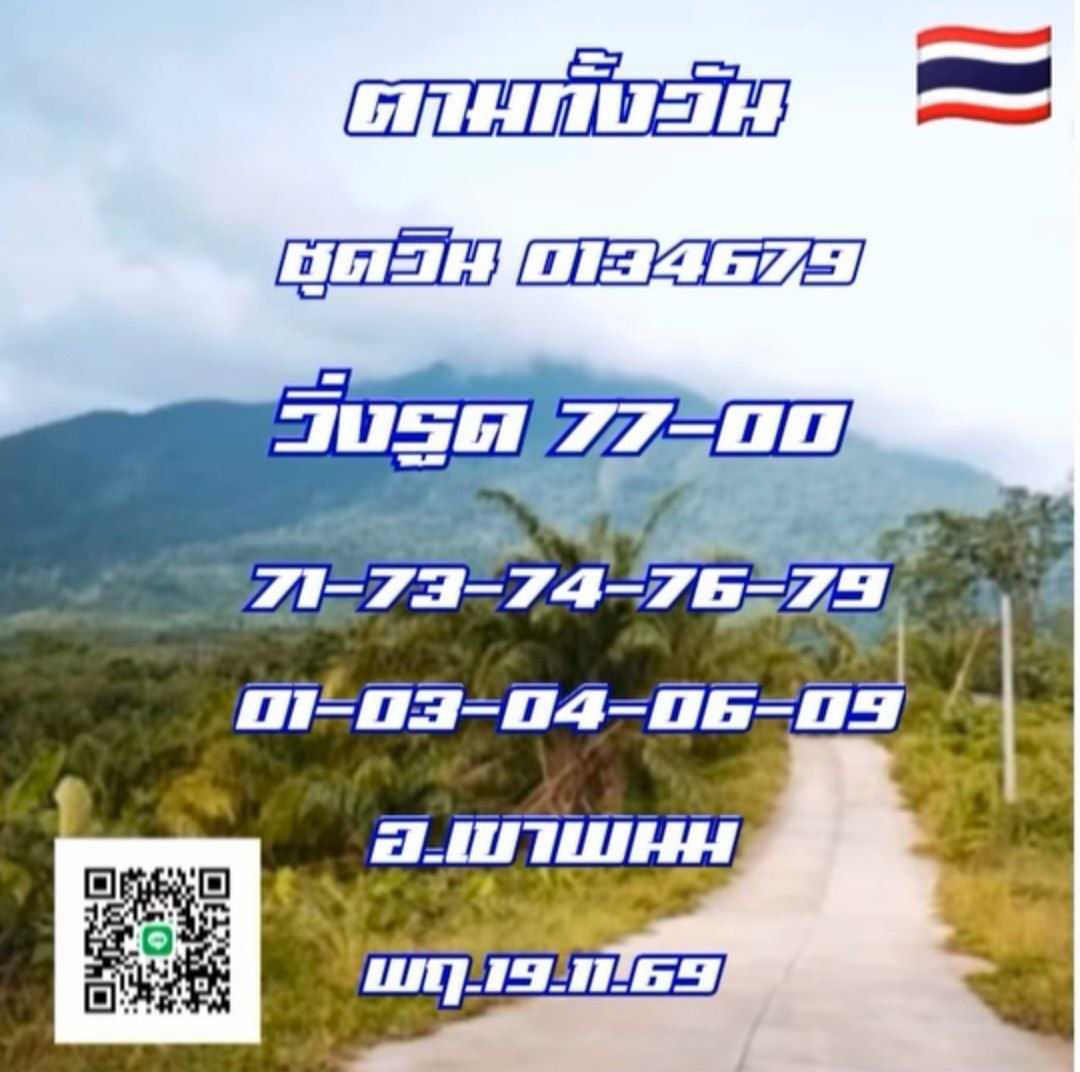 ตามทั้งวัน
ชุดวิน 0134679
วิ่งรูด 77-00
71-73-74-76-79
01-03-04-06-09
อ.เขาพนม
พฤ.19.11.69